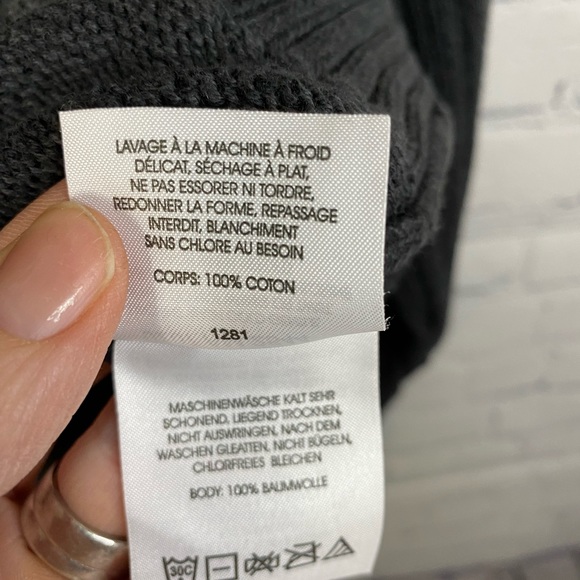 LAVAGE À LA MACHINE À FROID
DÉLICAT, SÉCHAGE À PLAT,
NE PAS ESSORER NI TORDRE,
REDONNER LA FORME, REPASSAGE
INTERDIT, BLANCHIMENT
SANS CHLORE AU BESOIN
CORPS: 100% COTON
1281
MASCHINENWÄSCHE KALT SEHR
SCHONEND, LIEGEND TROCKNEN,
NICHT AUSWRINGEN, NACH DEM
WASCHEN GLEATTEN, NICHT BÜGELN,
CHLORFREIES BLEICHEN
BODY: 100% BAUMWOLLE
30C